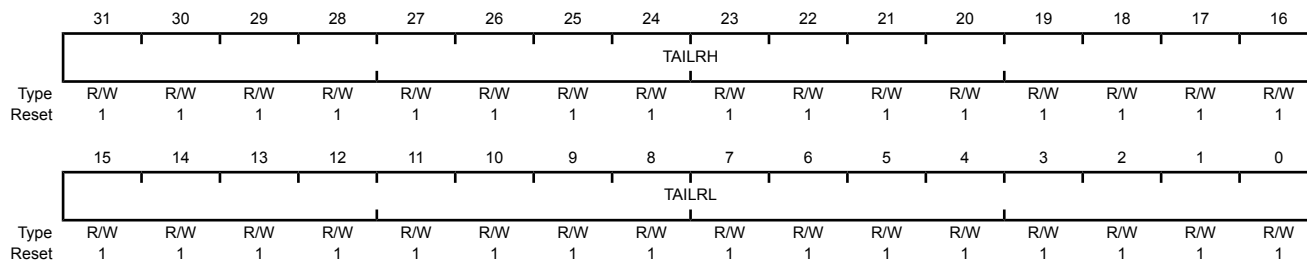 31 30 29 28 27 26 25 24 23 22 21 20 19 18 17 16
TAILRH
Type R/W R/W R/W R/W R/W R/W R/W R/W R/W R/W R/W R/W R/W R/W R/W R/W
Reset 1 1 1 1 1 1 1 1 1 1 1 1 1 1 1 1
15 14 13 12 11 10 9 8 7 6 5 4 3 2 1 0
TAILRL
Type R/W R/W R/W R/W R/W R/W R/W R/W R/W R/W R/W R/W R/W R/W R/W R/W
Reset 1 1 1 1 1 1 1 1 1 1 1 1 1 1 1 1